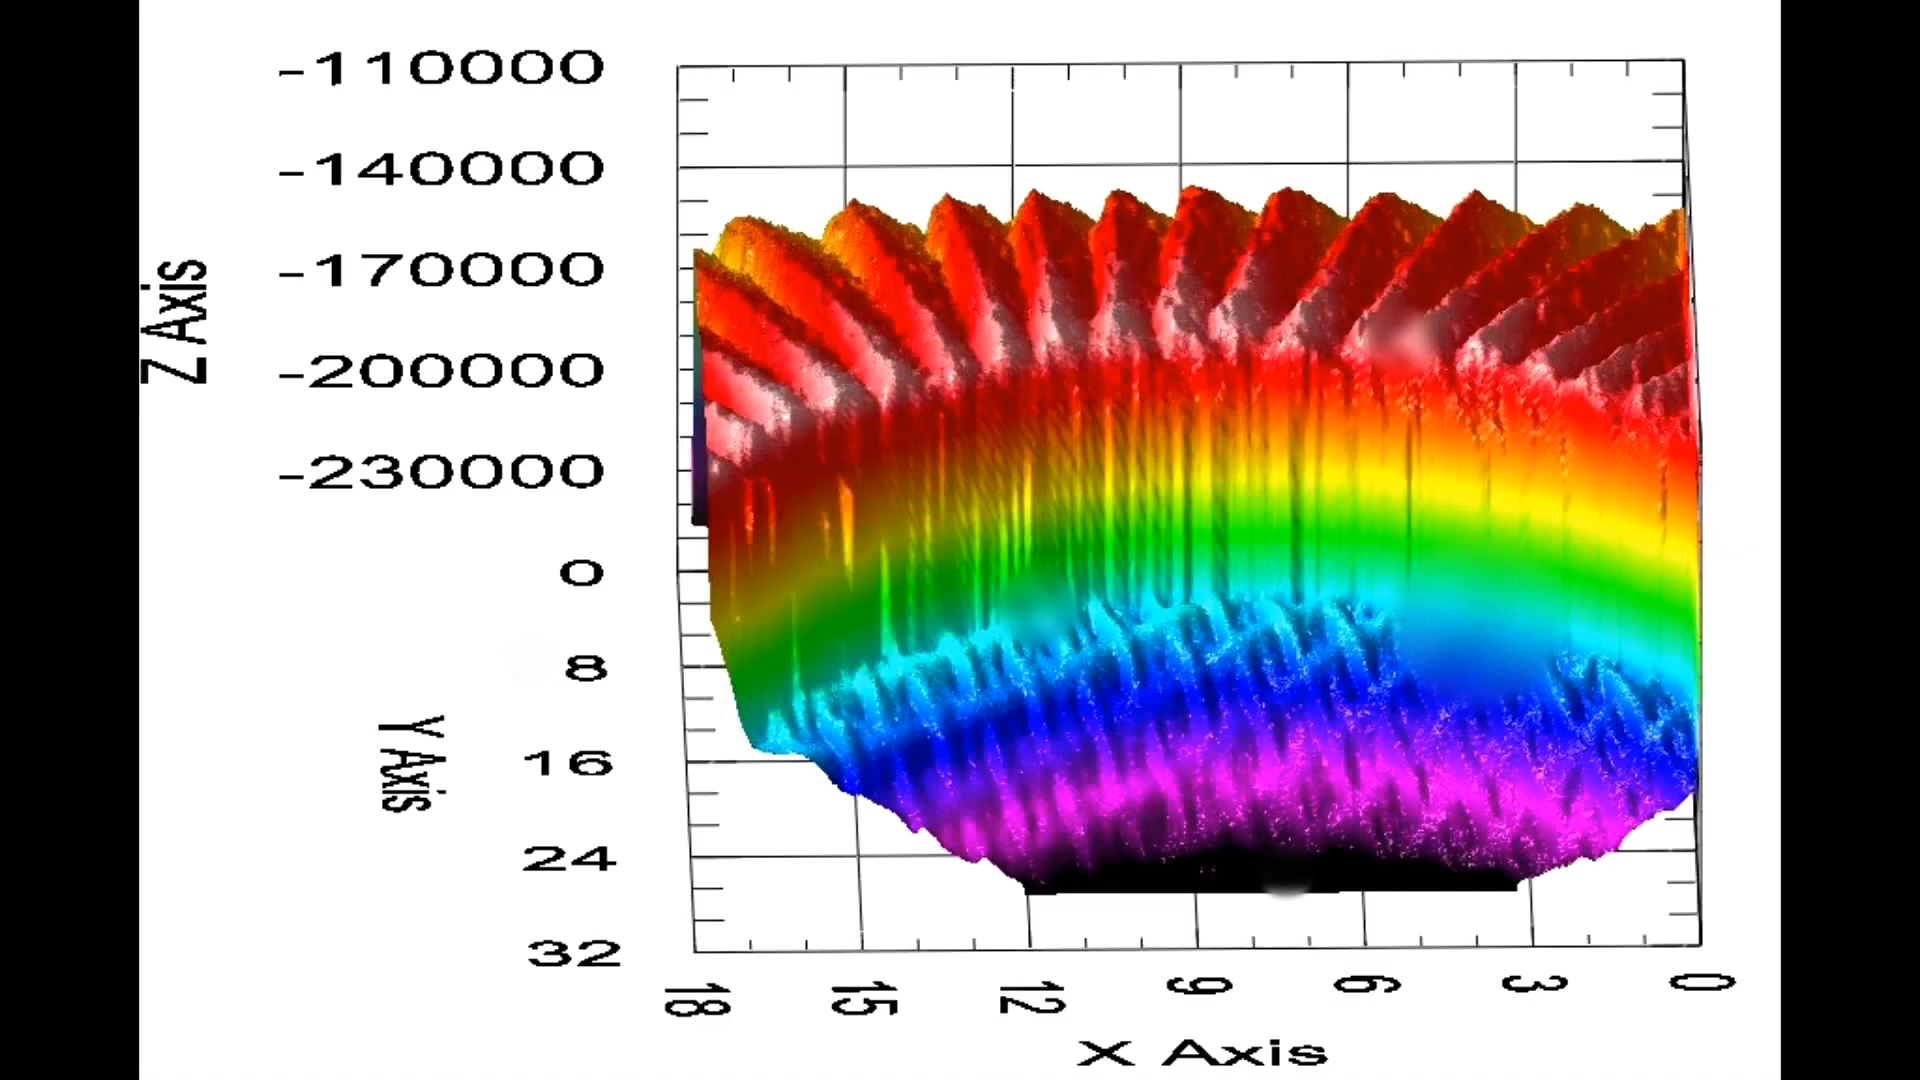 -110000
-140000
-170000
-200000
-230000
Z Axis
0
8
16
24
32
Y Axis
18 15 12 9 6 3 0
X Axis